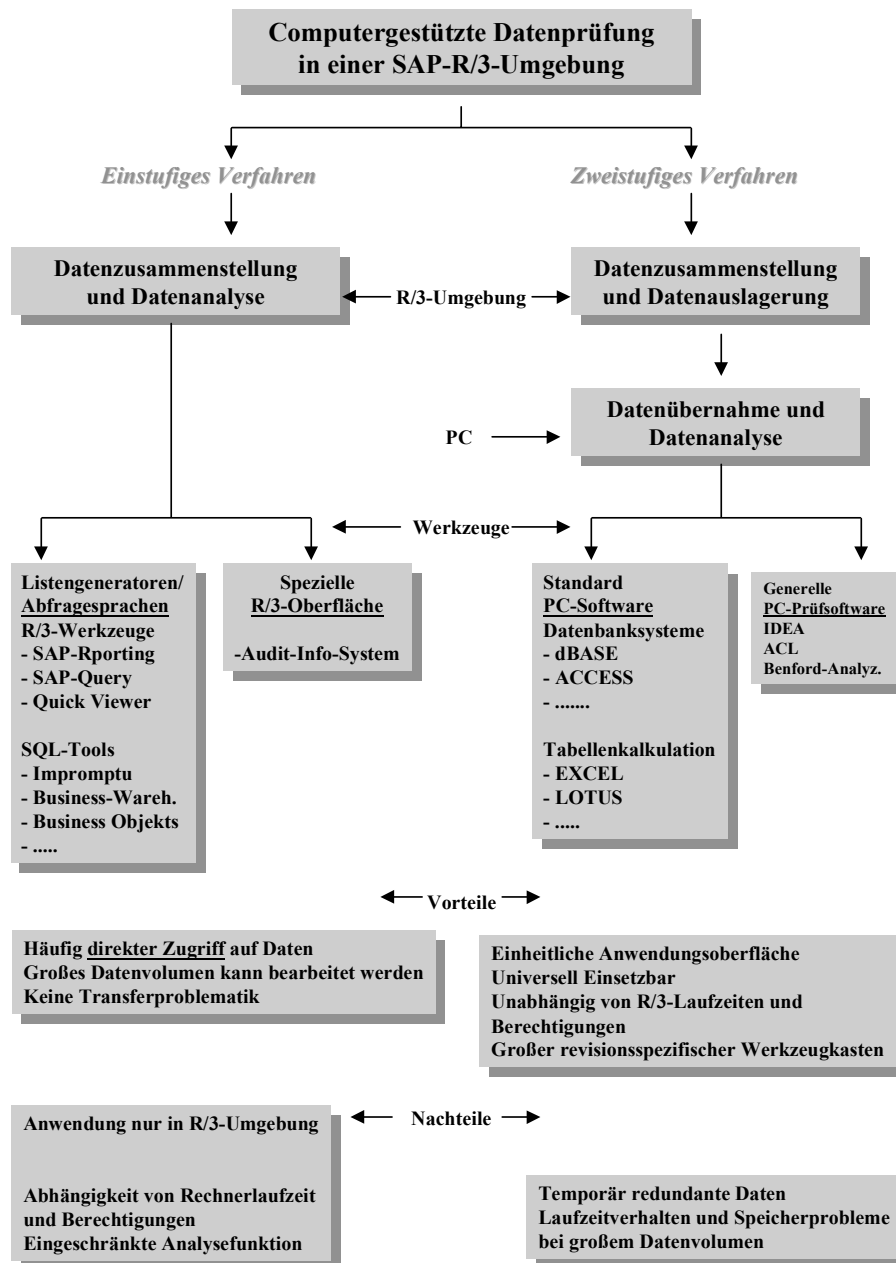 Computergestützte Datenprüfung
in einer SAP-R/3-Umgebung
Einstufiges Verfahren
Zweistufiges Verfahren
Datenzusammenstellung
und Datenanalyse
R/3-Umgebung
Datenzusammenstellung
und Datenauslagerung
PC
Datenübernahme und
Datenanalyse
Werkzeuge
Listengeneratoren/
Abfragesprachen
R/3-Werkzeuge
- SAP-Rporting
- SAP-Query
- Quick Viewer
SQL-Tools
- Impromptu
- Business-Wareh.
- Business Objekts
- .....
Spezielle
R/3-Oberfläche
-Audit-Info-System
Standard
PC-Software
Datenbanksysteme
- dBASE
- ACCESS
- .......
Tabellenkalkulation
- EXCEL
- LOTUS
- .....
Generelle
PC-Prüfsoftware
IDEA
ACL
Benford-Analyz.
Vorteile
Häufig direkter Zugriff auf Daten
Großes Datenvolumen kann bearbeitet werden
Keine Transferproblematik
Einheitliche Anwendungsoberfläche
Universell Einsetzbar
Unabhängig von R/3-Laufzeiten und
Berechtigungen
Großer revisionsspezifischer Werkzeugkasten
Nachteile
Anwendung nur in R/3-Umgebung
Abhängigkeit von Rechnerlaufzeit
und Berechtigungen
Eingeschränkte Analysefunktion
Temporär redundante Daten
Laufzeitverhalten und Speicherprobleme
bei großem Datenvolumen